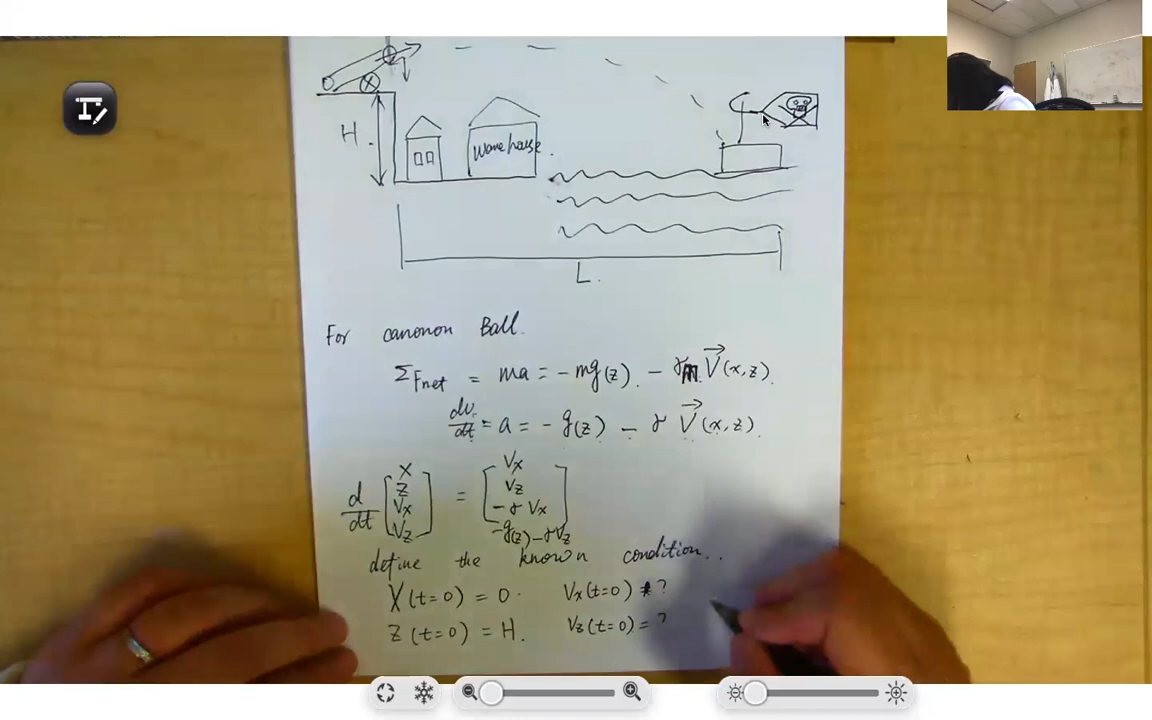 H.
warehouse.
L.
For canonon Ball.
ΣFnet = ma = -mg(z). - γm. V⃗(x,z).
dv/dt = a = - g(z) - γ V⃗(x,z).
d/dt [x z Vx Vz] = [Vx Vz -γVx -g(z)-γVz]
define the known condition..
X(t=0) = 0. Vx(t=0) = ?
Z(t=0) = H. Vz(t=0) = ?